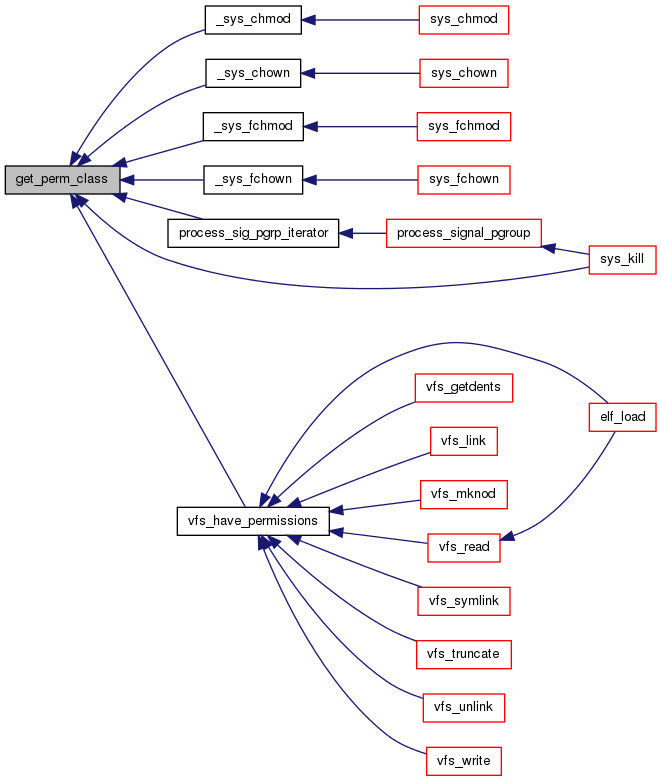 _sys_chmod
sys_chmod
_sys_chown
sys_chown
_sys_fchmod
sys_fchmod
get_perm_class
_sys_fchown
sys_fchown
process_sig_pgrp_iterator
process_signal_pgroup
sys_kill
vfs_getdents
elf_load
vfs_link
vfs_mknod
vfs_have_permissions
vfs_read
vfs_symlink
vfs_truncate
vfs_unlink
vfs_write